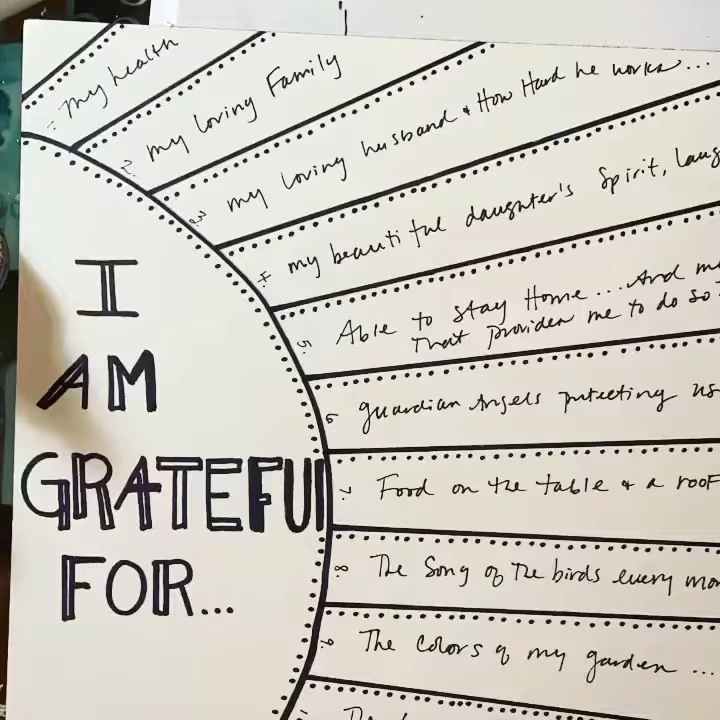 I
AM
GRATEFUL
FOR...
1. My health
2. my loving Family
3. my loving husband & How Hard he works...
4 my beautiful daughter's Spirit, laug
5. Able to stay Home... And m
That provides me to do so
6 guardian Angels protecting us
7. Food on the table & a roof
8. The Song of the birds every mor
9. The colors of my garden ...